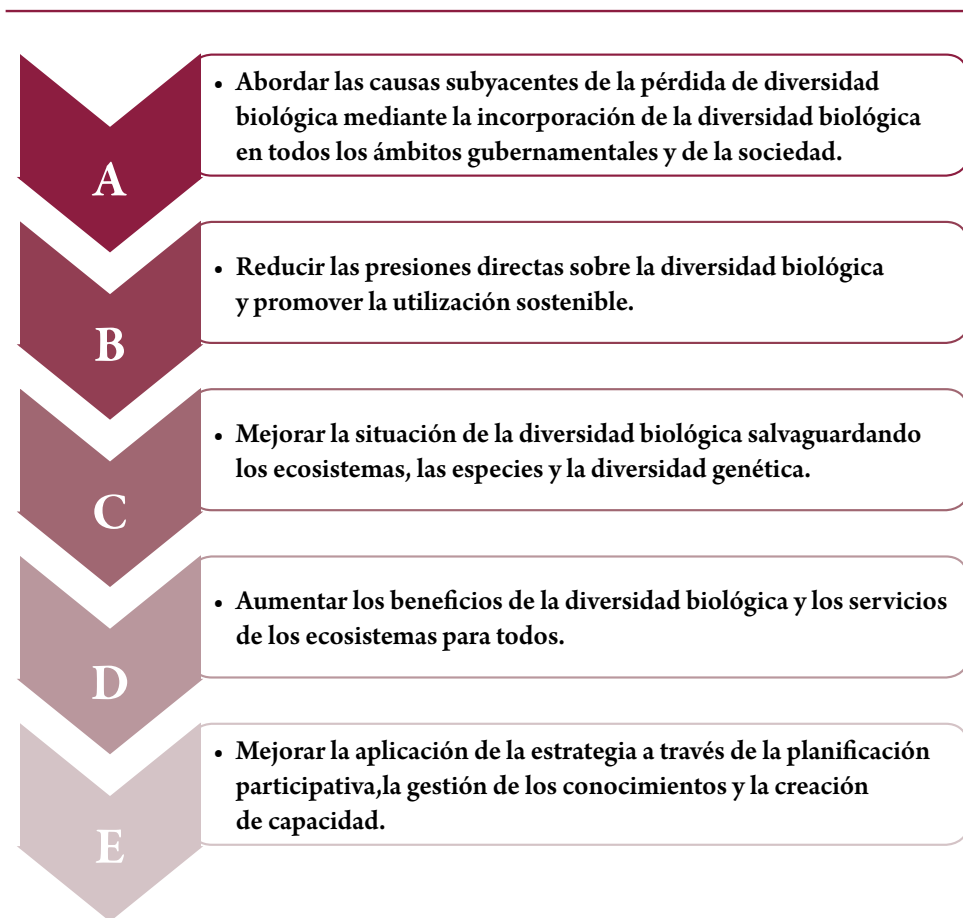 • Abordar las causas subyacentes de la pérdida de diversidad
biológica mediante la incorporación de la diversidad biológica
en todos los ámbitos gubernamentales y de la sociedad.
A
• Reducir las presiones directas sobre la diversidad biológica
y promover la utilización sostenible.
B
• Mejorar la situación de la diversidad biológica salvaguardando
los ecosistemas, las especies y la diversidad genética.
C
• Aumentar los beneficios de la diversidad biológica y los servicios
de los ecosistemas para todos.
D
• Mejorar la aplicación de la estrategia a través de la planificación
participativa,la gestión de los conocimientos y la creación
de capacidad.
E